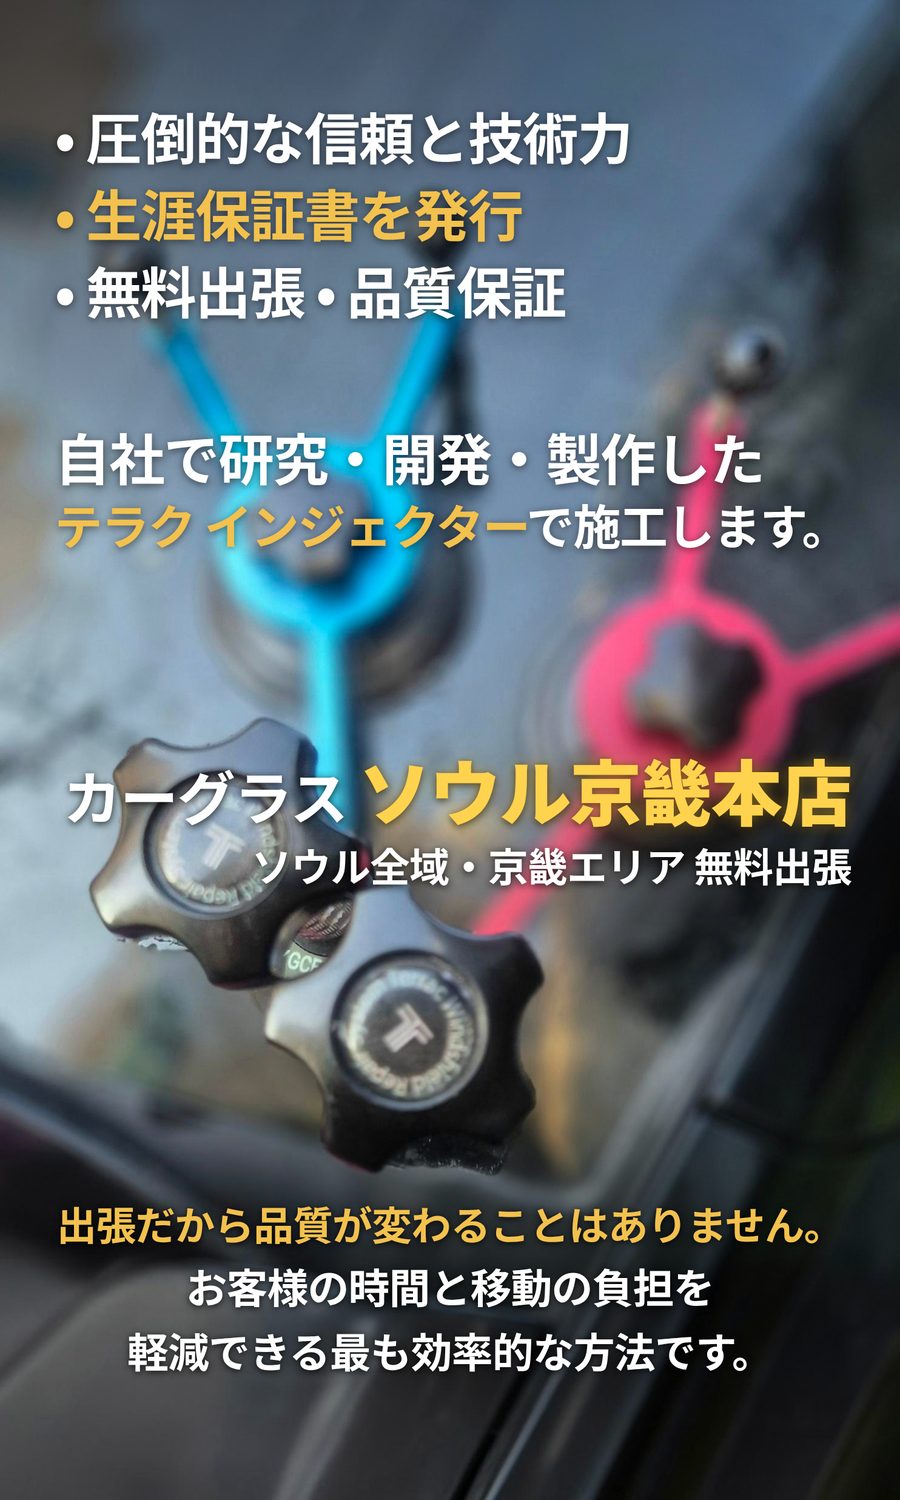 • 圧倒的な信頼と技術力
• 生涯保証書を発行
• 無料出張 • 品質保証
自社で研究・開発・製作した
テラク インジェクターで施工します。
カーグラス ソウル京畿本店
ソウル全域・京畿エリア 無料出張
出張だから品質が変わることはありません。
お客様の時間と移動の負担を
軽減できる最も効率的な方法です。